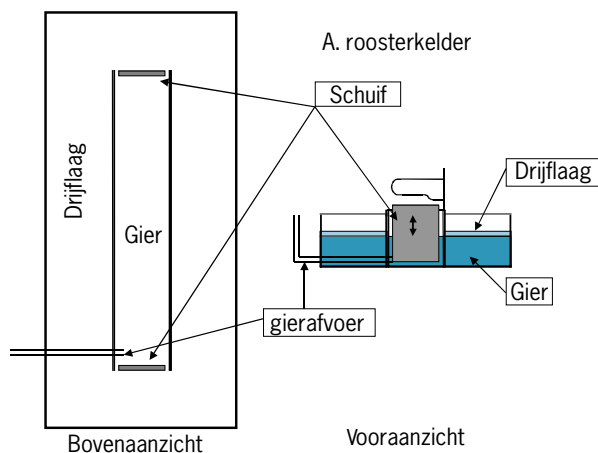 A. roosterkelder
Schuif
Drijflaag
Drijflaag
Gier
Gier
gierafvoer
Bovenaanzicht
Vooraanzicht